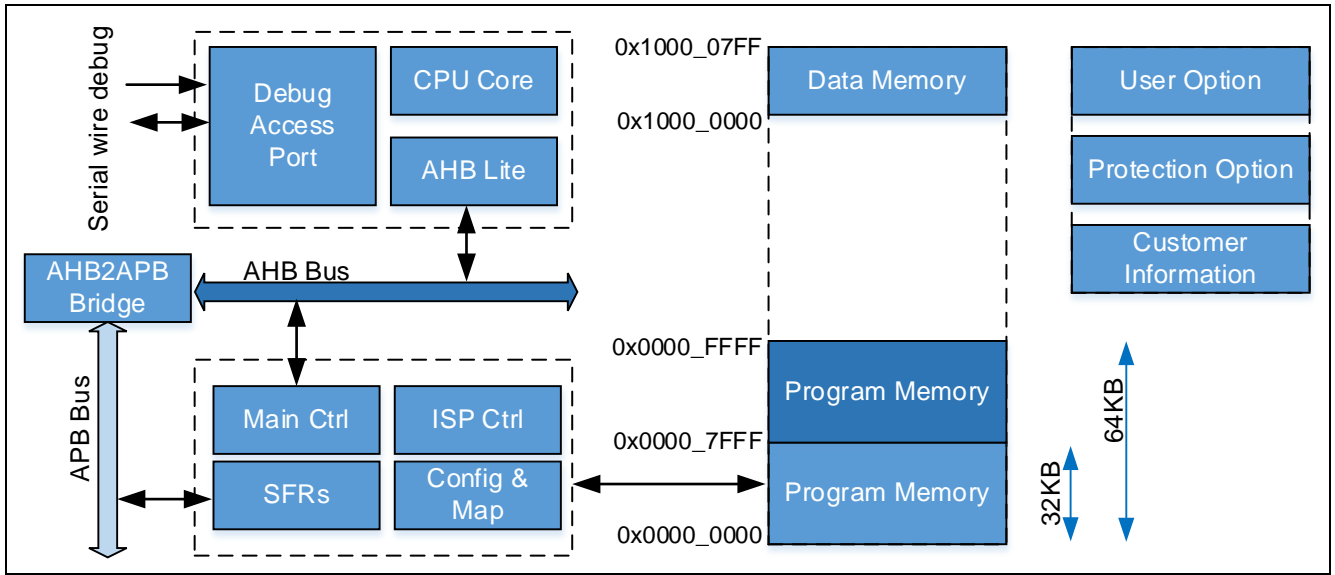 Serial wire debug
Debug
Access
Port
CPU Core
AHB Lite
AHB2APB
Bridge
AHB Bus
APB Bus
Main Ctrl
ISP Ctrl
SFRs
Config &
Map
0x1000_07FF
0x1000_0000
Data Memory
0x0000_FFFF
Program Memory
0x0000_7FFF
Program Memory
0x0000_0000
User Option
Protection Option
Customer
Information
32KB
64KB